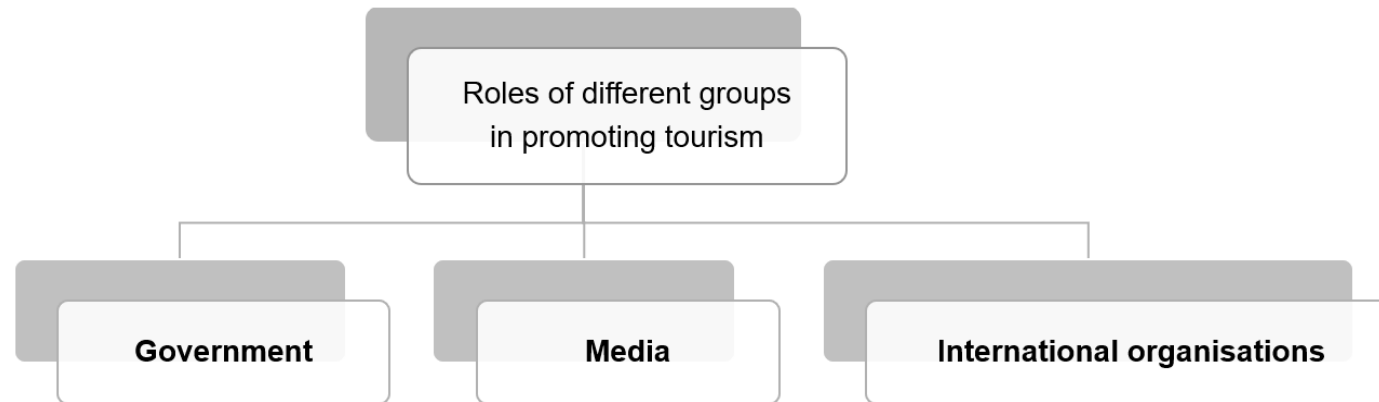 Roles of different groups
in promoting tourism
Government
Media
International organisations